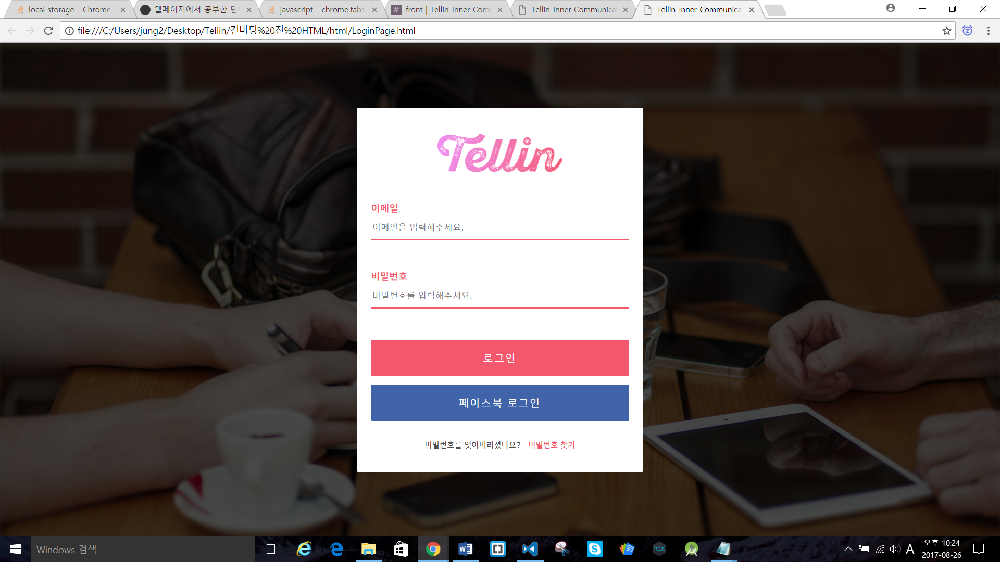 local storage - Chrome
웹페이지에서 공부한
javascript - chrome.tabs
front | Tellin-Inner Com
Tellin-Inner Communica
Tellin-Inner Communica
file:///C:/Users/jung2/Desktop/Tellin/컨버팅%20전%20HTML/html/LoginPage.html
Tellin
이메일
이메일을 입력해주세요.
비밀번호
비밀번호를 입력해주세요.
로그인
페이스북 로그인
비밀번호를 잊어버리셨나요? 비밀번호 찾기
Windows 검색
nox
A
오후 10:24
2017-08-26